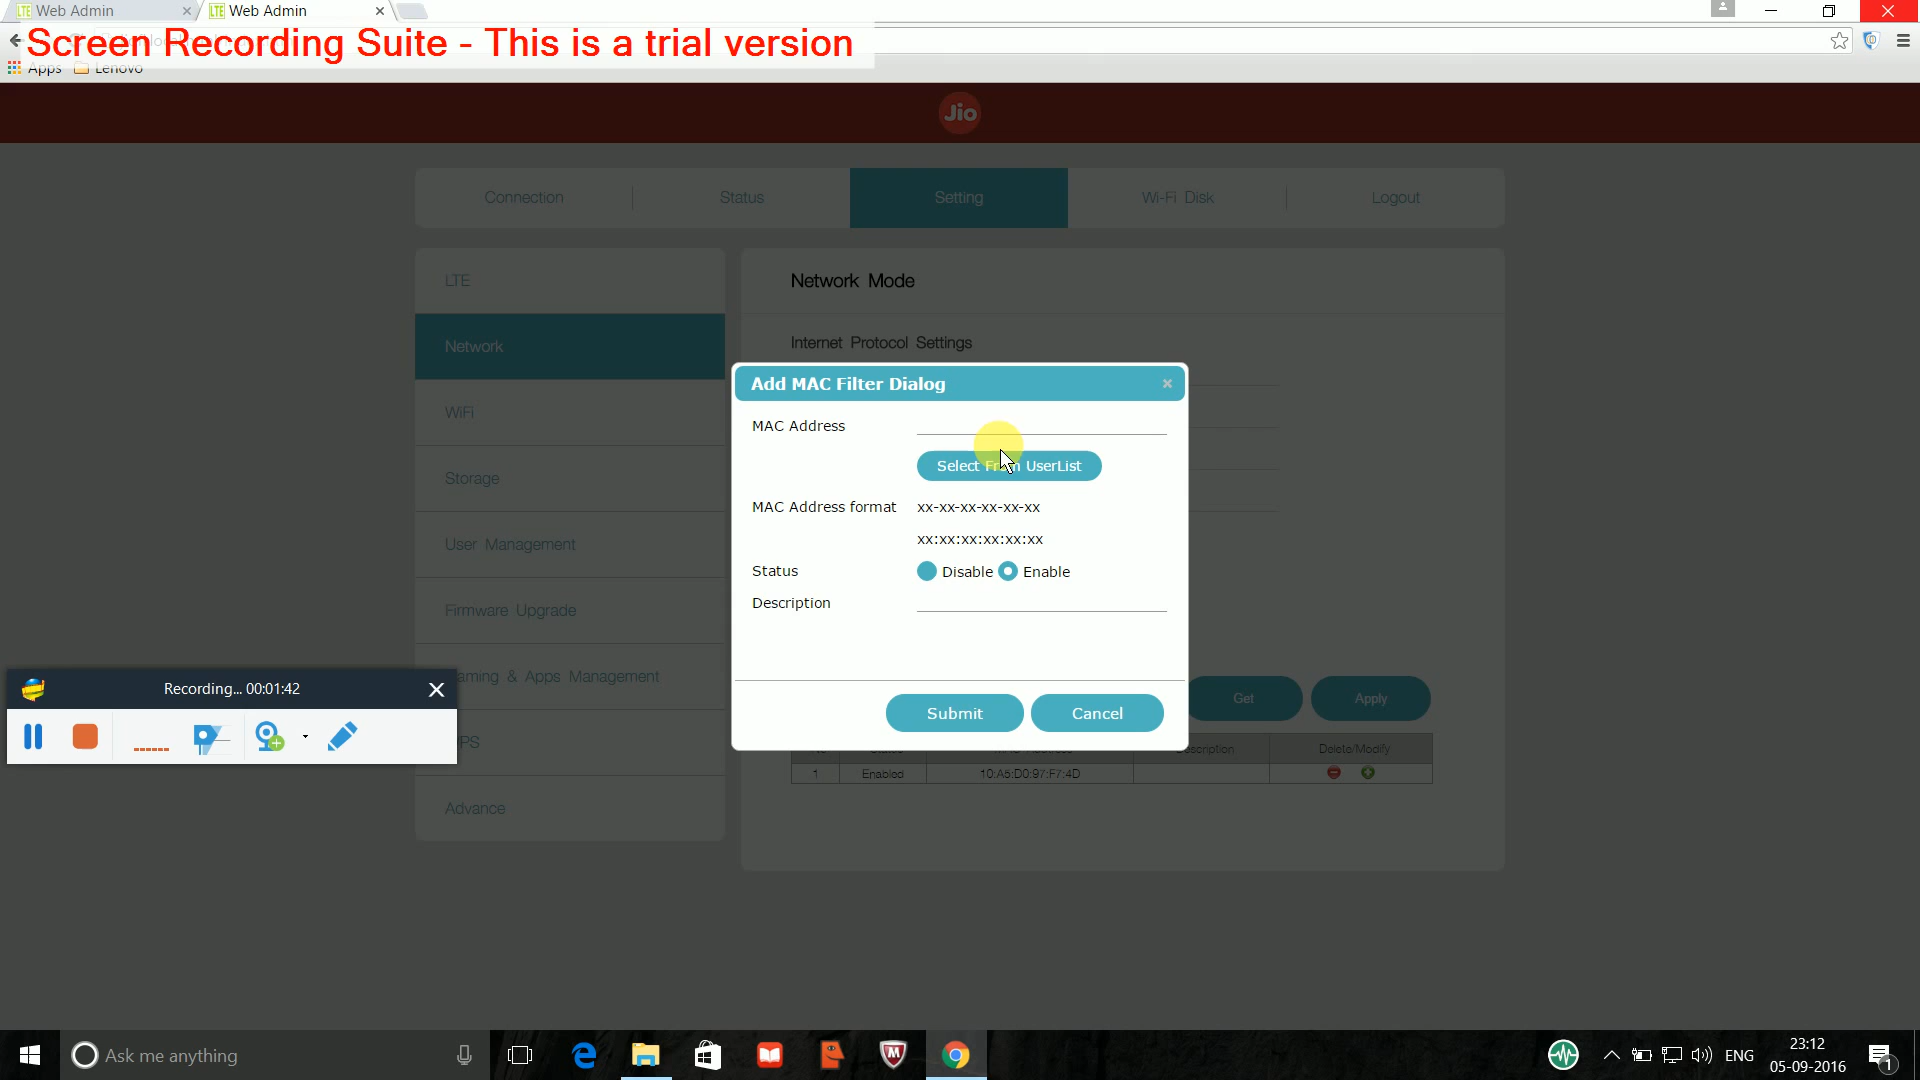 Web Admin
Web Admin
Screen Recording Suite - This is a trial version
Apps
Lenovo
Jio
Connection
Status
Setting
Wi-Fi Disk
Logout
LTE
Network
WiFi
Storage
User Management
Firmware Upgrade
aming & Apps Management
PS
Advance
Network Mode
Internet Protocol Settings
Add MAC Filter Dialog
MAC Address
Select From UserList
MAC Address format
xx-xx-xx-xx-xx-xx
xx:xx:xx:xx:xx:xx
Status
Disable
Enable
Description
Submit
Cancel
Get
Apply
Delete/Modify
1
Enabled
10:A5:D0:97:F7:4D
Recording... 00:01:42
Ask me anything
ENG
23:12
05-09-2016
1